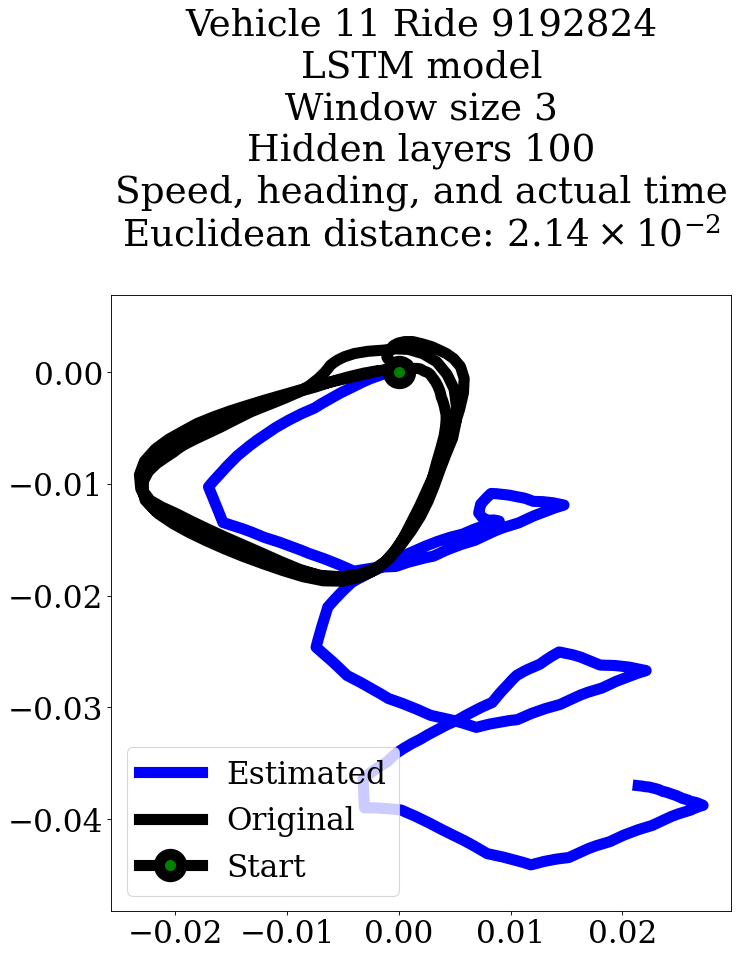 Vehicle 11 Ride 9192824
LSTM model
Window size 3
Hidden layers 100
Speed, heading, and actual time
Euclidean distance: 2.14 × 10⁻²
0.00
−0.01
−0.02
−0.03
−0.04
Estimated
Original
Start
−0.02 −0.01 0.00 0.01 0.02